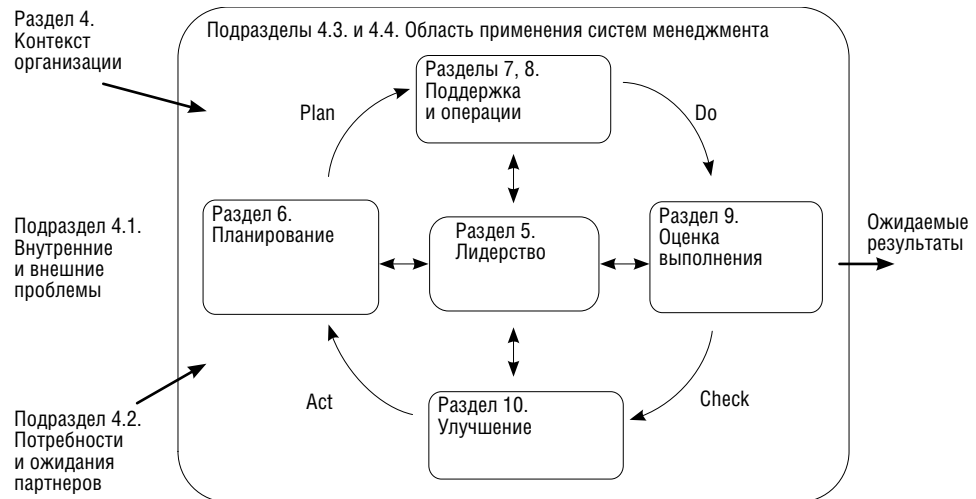 Раздел 4.
Контекст
организации
Подразделы 4.3. и 4.4. Область применения систем менеджмента
Разделы 7, 8.
Поддержка
и операции
Plan
Do
Подраздел 4.1.
Внутренние
и внешние
проблемы
Раздел 6.
Планирование
Раздел 5.
Лидерство
Раздел 9.
Оценка
выполнения
Ожидаемые
результаты
Act
Check
Раздел 10.
Улучшение
Подраздел 4.2.
Потребности
и ожидания
партнеров